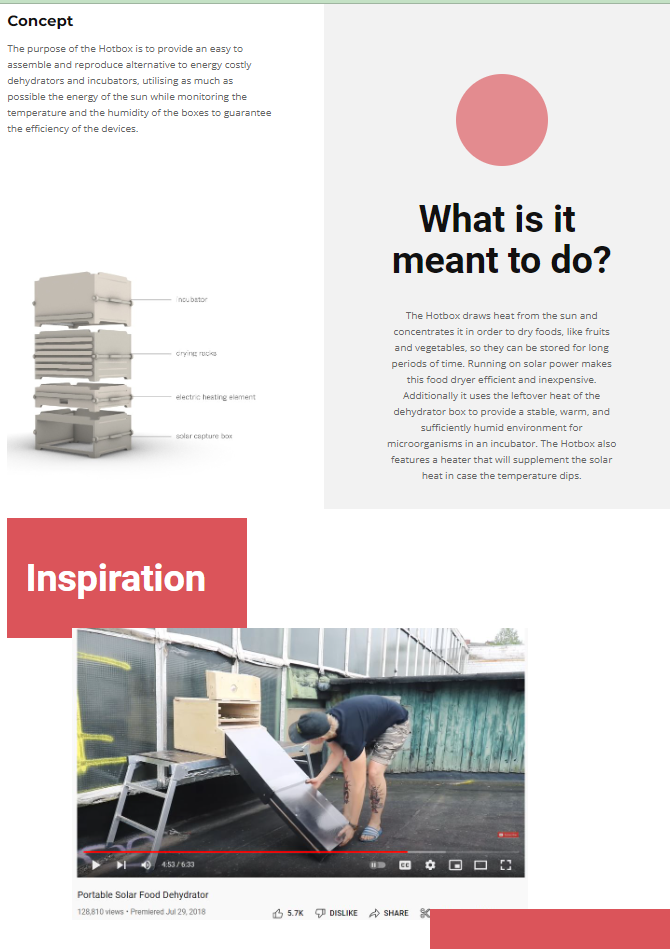 Concept
The purpose of the Hotbox is to provide an easy to
assemble and reproduce alternative to energy costly
dehydrators and incubators, utilising as much as
possible the energy of the sun while monitoring the
temperature and the humidity of the boxes to guarantee
the efficiency of the devices.
incubator
drying racks
electric heating element
solar capture box
What is it
meant to do?
The Hotbox draws heat from the sun and
concentrates it in order to dry foods, like fruits
and vegetables, so they can be stored for long
periods of time. Running on solar power makes
this food dryer efficient and inexpensive.
Additionally it uses the leftover heat of the
dehydrator box to provide a stable, warm, and
sufficiently humid environment for
microorganisms in an incubator. The Hotbox also
features a heater that will supplement the solar
heat in case the temperature dips.
Inspiration
4:53 / 6:33
CC
Portable Solar Food Dehydrator
128,810 views • Premiered Jul 29, 2018
5.7K
DISLIKE
SHARE